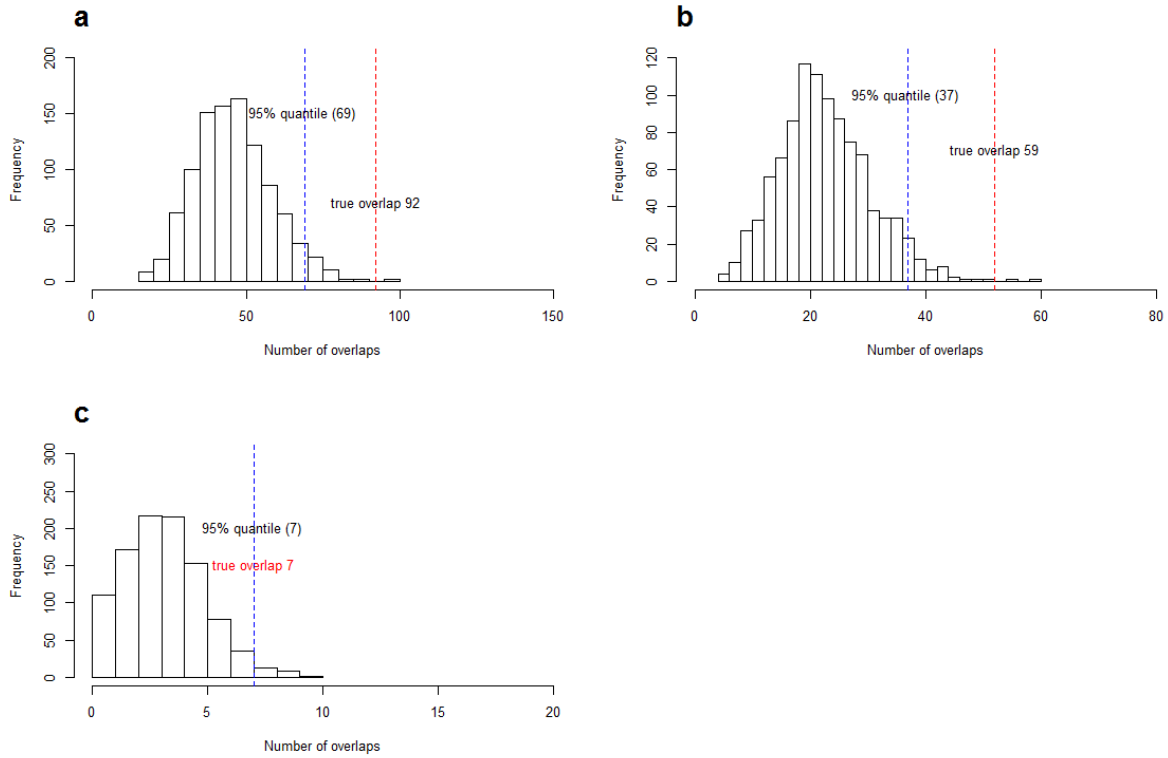 a
200
150
100
50
0
Frequency
95% quantile (69)
true overlap 92
0 50 100 150
Number of overlaps
b
120
100
80
60
40
20
0
Frequency
95% quantile (37)
true overlap 59
0 20 40 60 80
Number of overlaps
c
300
250
200
150
100
50
0
Frequency
95% quantile (7)
true overlap 7
0 5 10 15 20
Number of overlaps